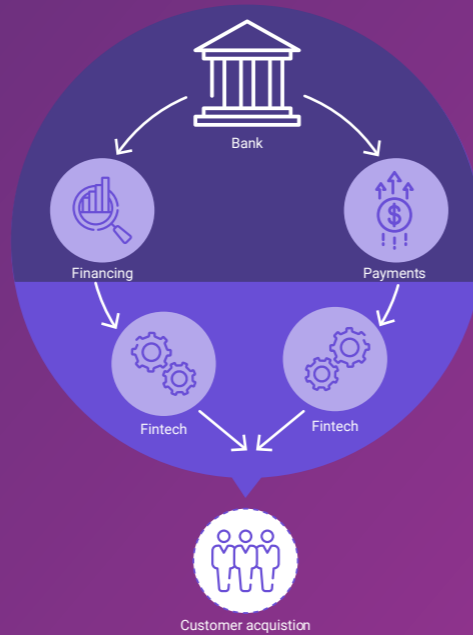 Bank
$
Financing
Payments
Fintech
Fintech
Customer acquistion